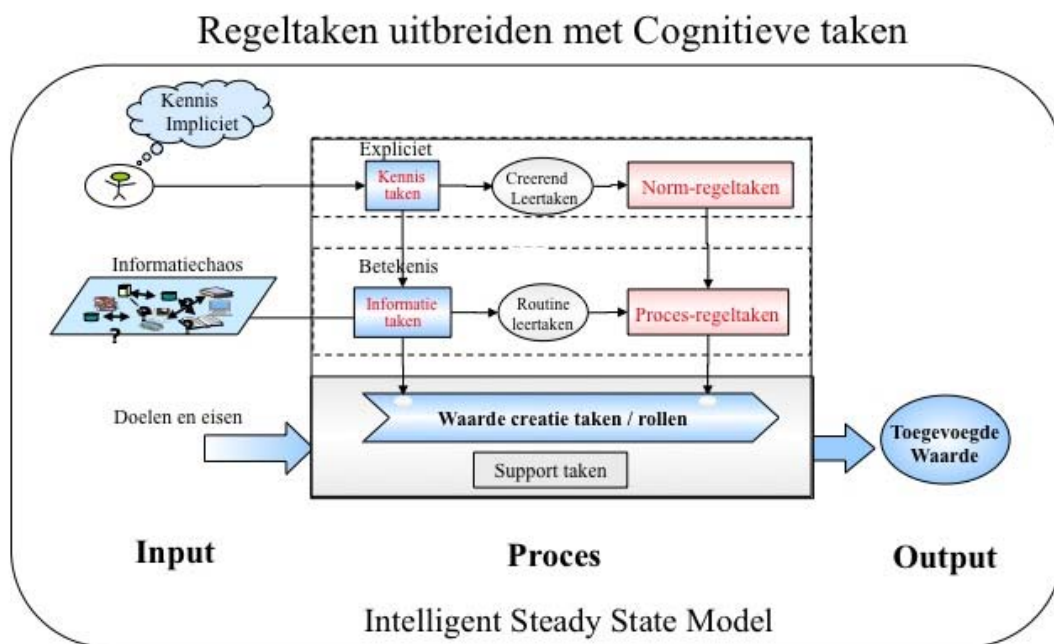 Regeltaken uitbreiden met Cognitieve taken
Kennis
Impliciet
Expliciet
Kennis
taken
Creerend
Leertaken
Norm-regeltaken
Informatiechaos
?
?
Betekenis
Informatie
taken
Routine
leertaken
Proces-regeltaken
Doelen en eisen
Waarde creatie taken / rollen
Support taken
Toegevoegde
Waarde
Input
Proces
Output
Intelligent Steady State Model